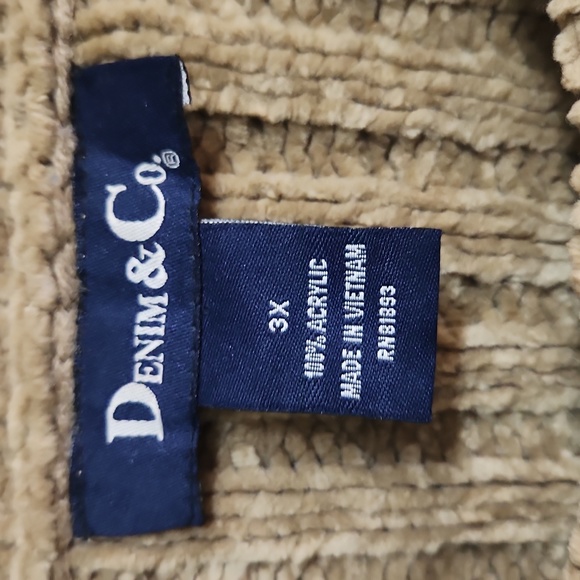 DENIM & CO.®
3X
100% ACRYLIC
MADE IN VIETNAM
RN81893